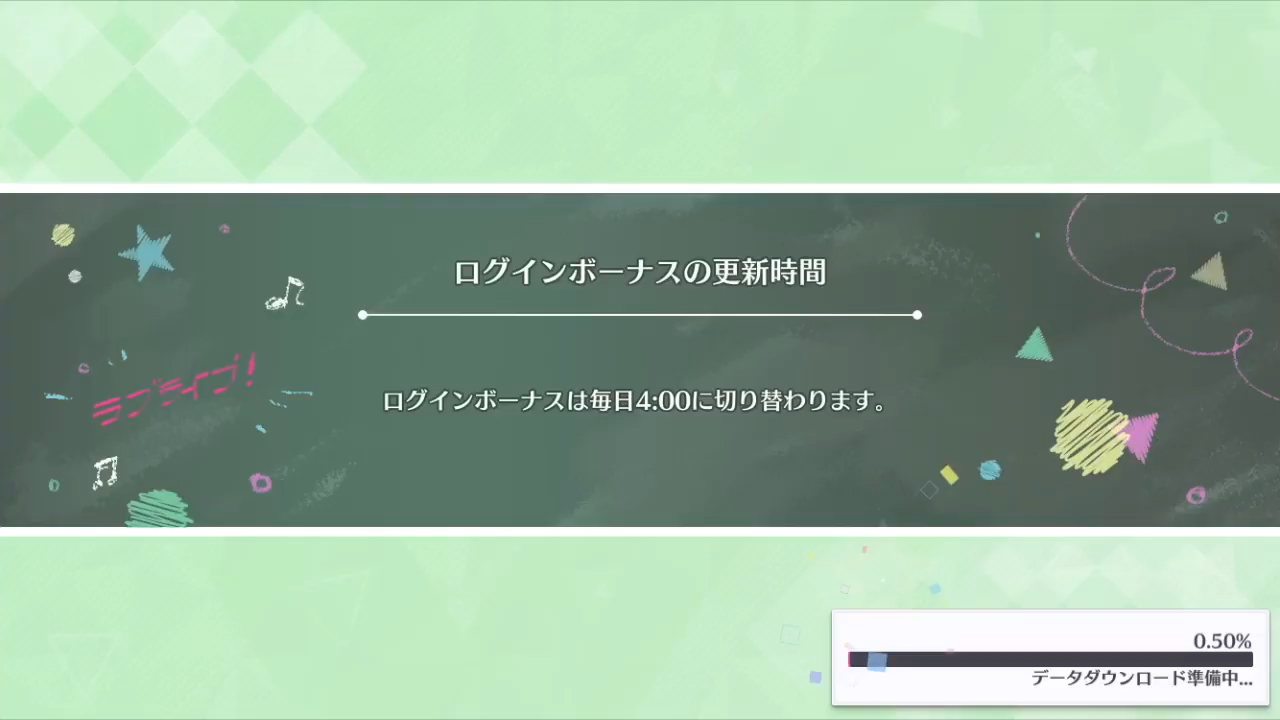 ログインボーナスの更新時間
ラブライブ!
ログインボーナスは毎日4:00に切り替わります。
0.50%
データダウンロード準備中...